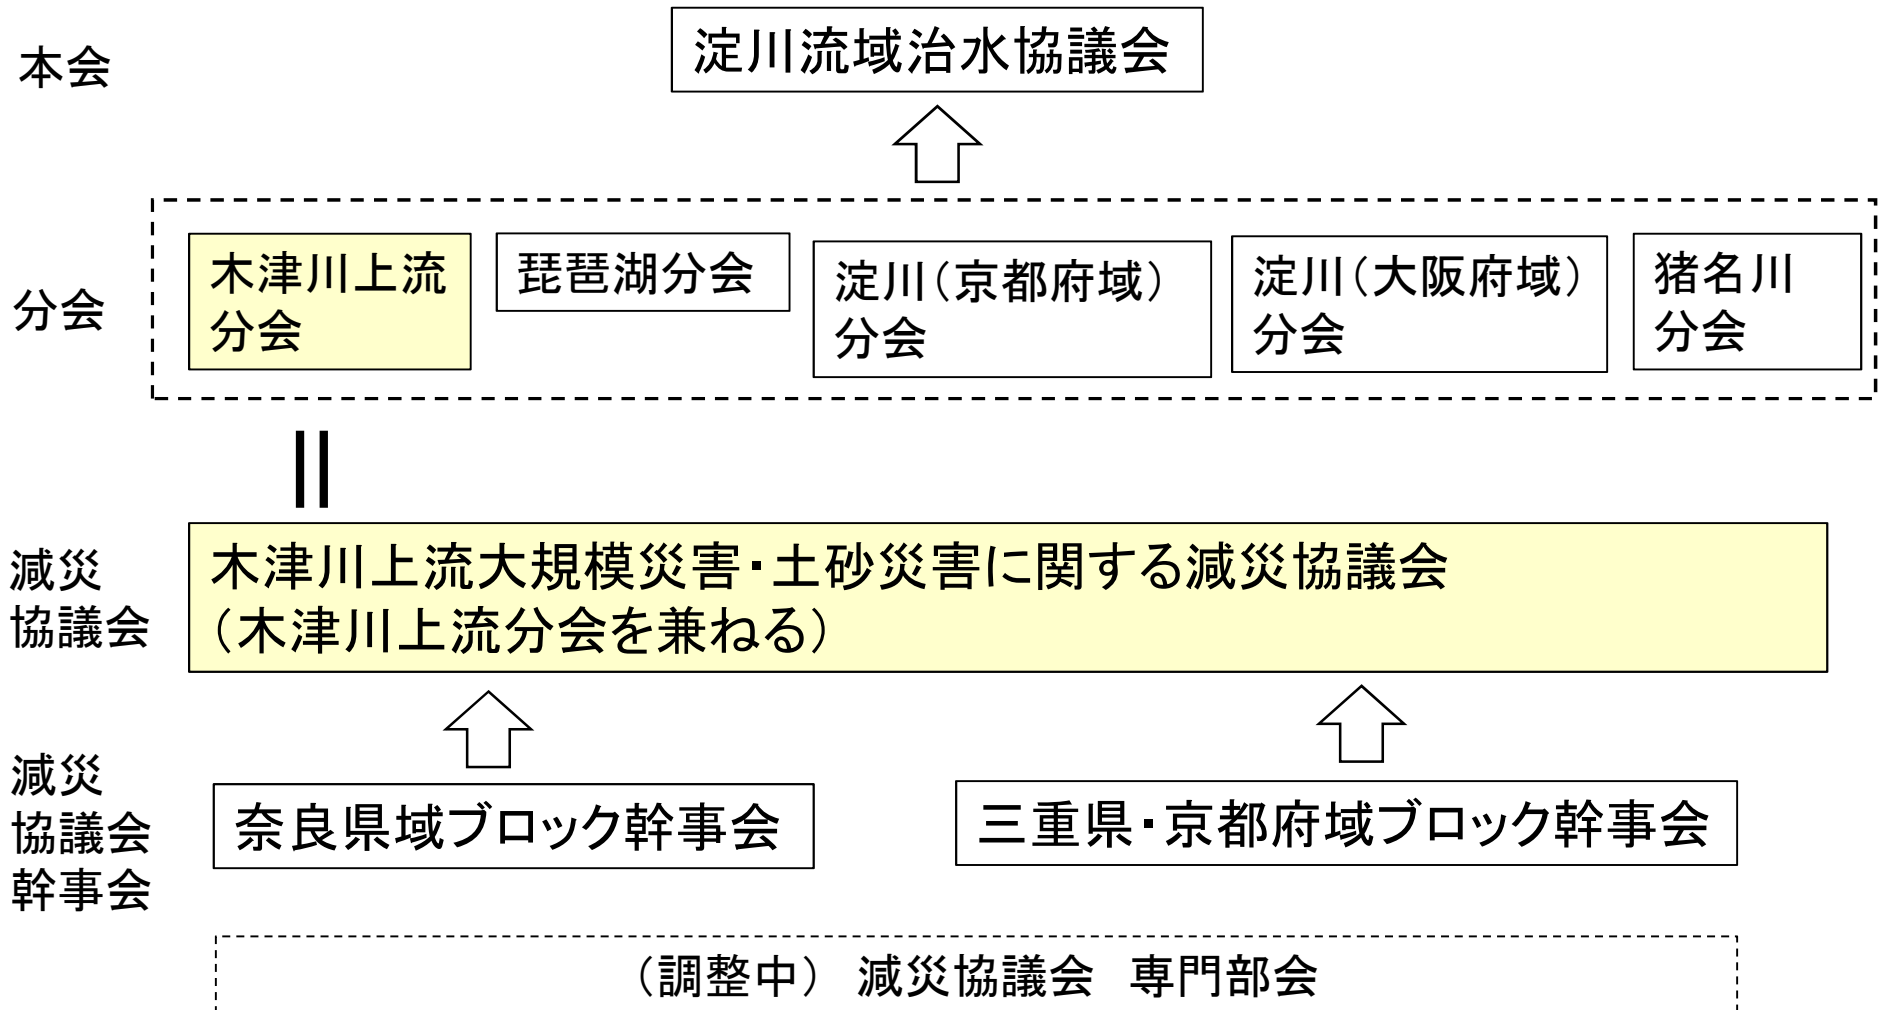 本会
淀川流域治水協議会
分会
木津川上流
分会
琵琶湖分会
淀川（京都府域）
分会
淀川（大阪府域）
分会
猪名川
分会
減災
協議会
木津川上流大規模災害・土砂災害に関する減災協議会
（木津川上流分会を兼ねる）
減災
協議会
幹事会
奈良県域ブロック幹事会
三重県・京都府域ブロック幹事会
（調整中） 減災協議会　専門部会